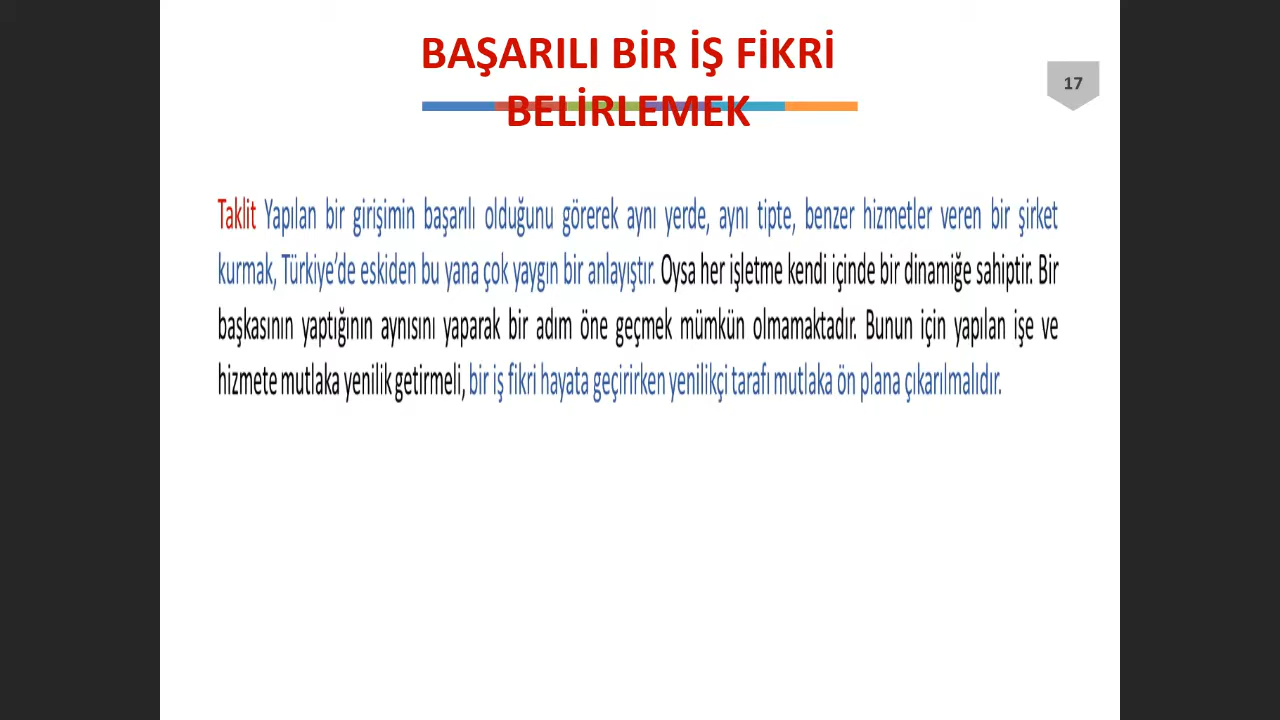 BAŞARILI BİR İŞ FİKRİ
BELİRLEMEK
17
Taklit Yapılan bir girişimin başarılı olduğunu görerek aynı yerde, aynı tipte, benzer hizmetler veren bir şirket
kurmak, Türkiye'de eskiden bu yana çok yaygın bir anlayıştır. Oysa her işletme kendi içinde bir dinamiğe sahiptir. Bir
başkasının yaptığının aynısını yaparak bir adım öne geçmek mümkün olmamaktadır. Bunun için yapılan işe ve
hizmete mutlaka yenilik getirmeli, bir iş fikri hayata geçirirken yenilikçi tarafı mutlaka ön plana çıkarılmalıdır.